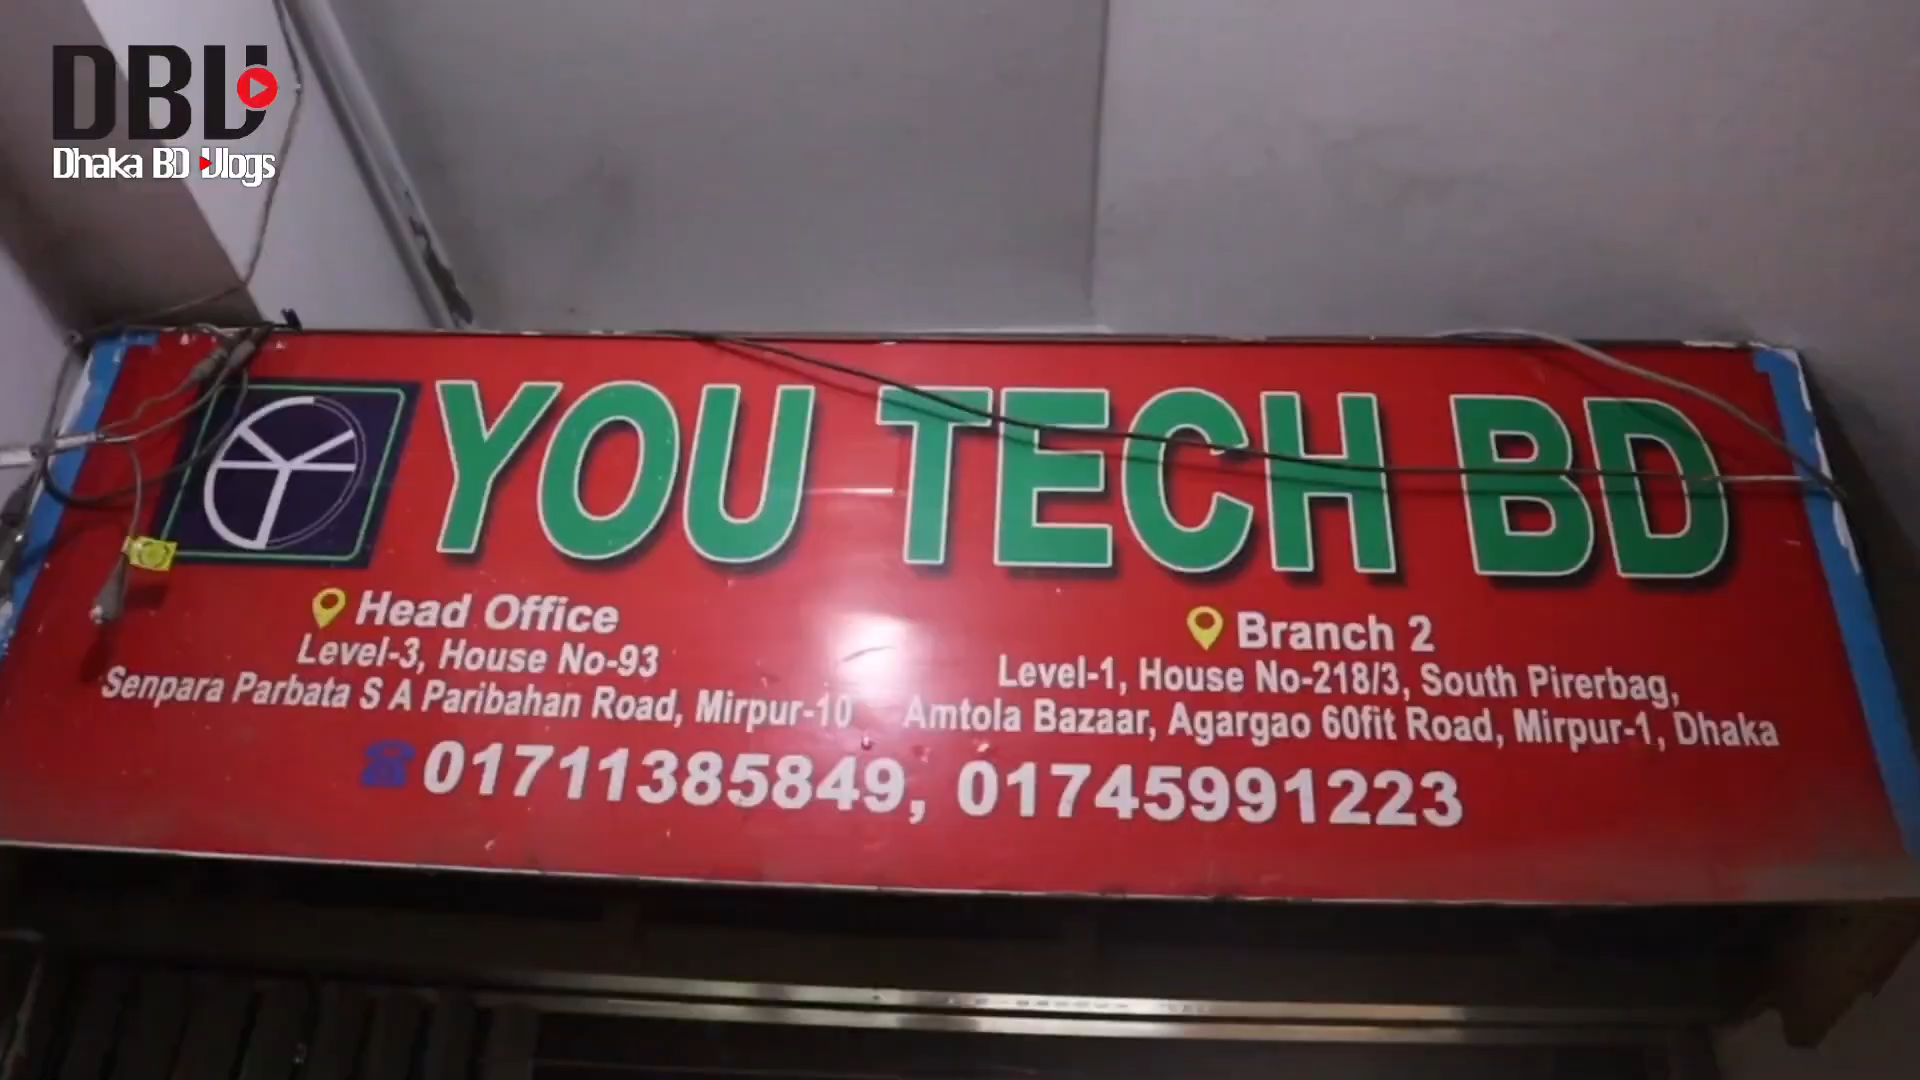 DBV
Dhaka BD Vlogs
YOU TECH BD
Head Office
Level-3, House No-93
Senpara Parbata S A Paribahan Road, Mirpur-10
Branch 2
Level-1, House No-218/3, South Pirerbag,
Amtola Bazaar, Agargao 60fit Road, Mirpur-1, Dhaka
01711385849, 01745991223